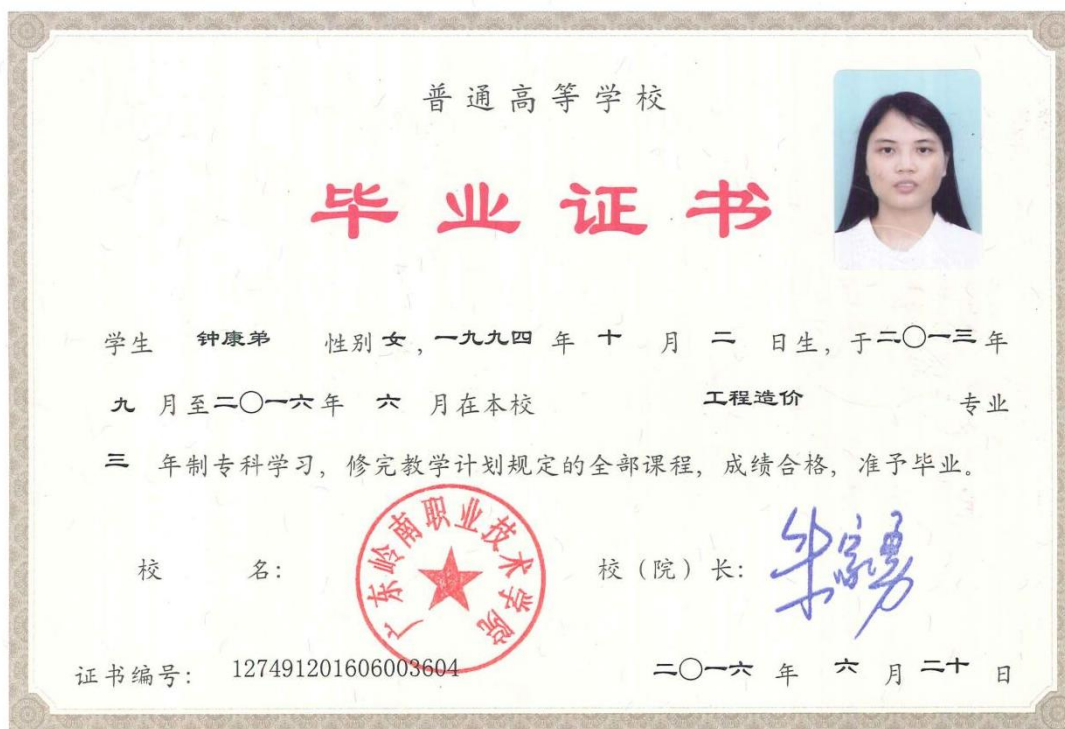 普通高等学校
毕业证书
学生 钟康弟 性别 女，一九九四 年 十 月 二 日生，于二〇一三年
九 月至二〇一六年 六 月在本校 工程造价 专业
三 年制专科学习，修完教学计划规定的全部课程，成绩合格，准予毕业。
校 名：
广东岭南职业技术学院
校（院）长：
证书编号： 127491201606003604
二〇一六 年 六 月 二十 日